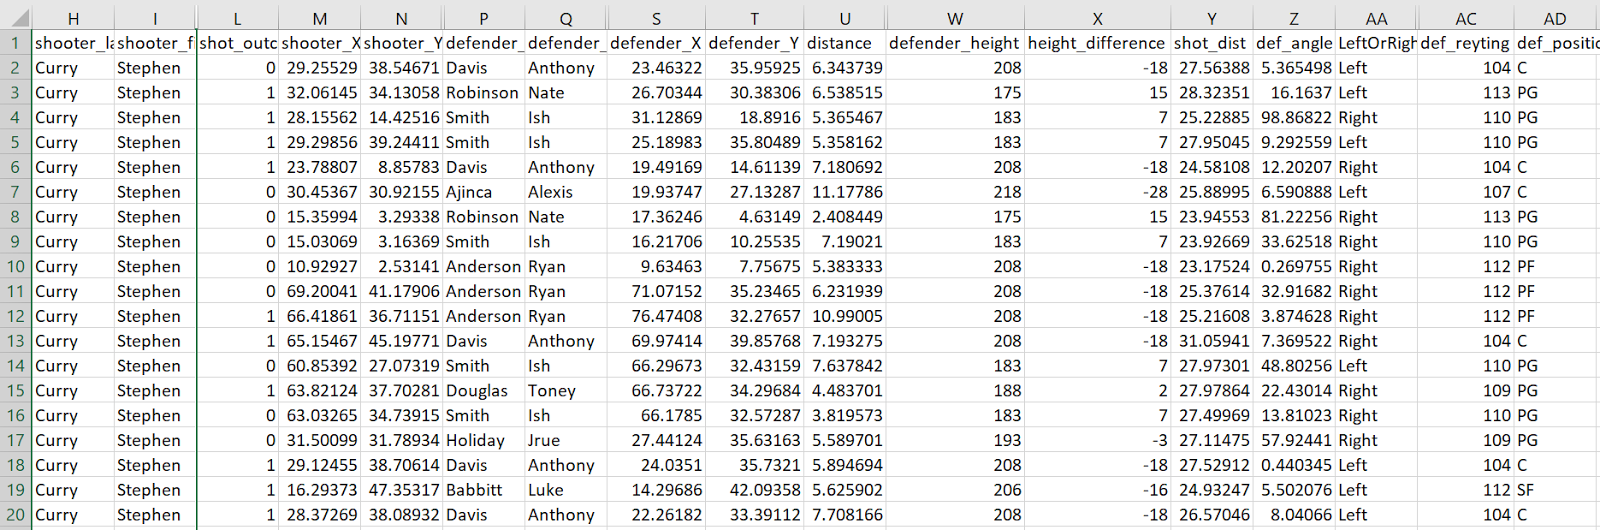 H I L M N P Q S T U W X Y Z AA AC AD
1 shooter_la shooter_fi shot_outc shooter_X shooter_Y defender_ defender_ defender_X defender_Y distance defender_height height_difference shot_dist def_angle LeftOrRigh def_reyting def_positio
2 Curry Stephen 0 29.25529 38.54671 Davis Anthony 23.46322 35.95925 6.343739 208 -18 27.56388 5.365498 Left 104 C
3 Curry Stephen 1 32.06145 34.13058 Robinson Nate 26.70344 30.38306 6.538515 175 15 28.32351 16.1637 Left 113 PG
4 Curry Stephen 1 28.15562 14.42516 Smith Ish 31.12869 18.8916 5.365467 183 7 25.22885 98.86822 Right 110 PG
5 Curry Stephen 1 29.29856 39.24411 Smith Ish 25.18983 35.80489 5.358162 183 7 27.95045 9.292559 Left 110 PG
6 Curry Stephen 1 23.78807 8.85783 Davis Anthony 19.49169 14.61139 7.180692 208 -18 24.58108 12.20207 Right 104 C
7 Curry Stephen 0 30.45367 30.92155 Ajinca Alexis 19.93747 27.13287 11.17786 218 -28 25.88995 6.590888 Left 107 C
8 Curry Stephen 0 15.35994 3.29338 Robinson Nate 17.36246 4.63149 2.408449 175 15 23.94553 81.22256 Right 113 PG
9 Curry Stephen 0 15.03069 3.16369 Smith Ish 16.21706 10.25535 7.19021 183 7 23.92669 33.62518 Right 110 PG
10 Curry Stephen 0 10.92927 2.53141 Anderson Ryan 9.63463 7.75675 5.383333 208 -18 23.17524 0.269755 Right 112 PF
11 Curry Stephen 0 69.20041 41.17906 Anderson Ryan 71.07152 35.23465 6.231939 208 -18 25.37614 32.91682 Right 112 PF
12 Curry Stephen 1 66.41861 36.71151 Anderson Ryan 76.47408 32.27657 10.99005 208 -18 25.21608 3.874628 Right 112 PF
13 Curry Stephen 1 65.15467 45.19771 Davis Anthony 69.97414 39.85768 7.193275 208 -18 31.05941 7.369522 Right 104 C
14 Curry Stephen 0 60.85392 27.07319 Smith Ish 66.29673 32.43159 7.637842 183 7 27.97301 48.80256 Left 110 PG
15 Curry Stephen 1 63.82124 37.70281 Douglas Toney 66.73722 34.29684 4.483701 188 2 27.97864 22.43014 Right 109 PG
16 Curry Stephen 0 63.03265 34.73915 Smith Ish 66.1785 32.57287 3.819573 183 7 27.49969 13.81023 Right 110 PG
17 Curry Stephen 0 31.50099 31.78934 Holiday Jrue 27.44124 35.63163 5.589701 193 -3 27.11475 57.92441 Right 109 PG
18 Curry Stephen 1 29.12455 38.70614 Davis Anthony 24.0351 35.7321 5.894694 208 -18 27.52912 0.440345 Left 104 C
19 Curry Stephen 1 16.29373 47.35317 Babbitt Luke 14.29686 42.09358 5.625902 206 -16 24.93247 5.502076 Left 112 SF
20 Curry Stephen 1 28.37269 38.08932 Davis Anthony 22.26182 33.39112 7.708166 208 -18 26.57046 8.04066 Left 104 C